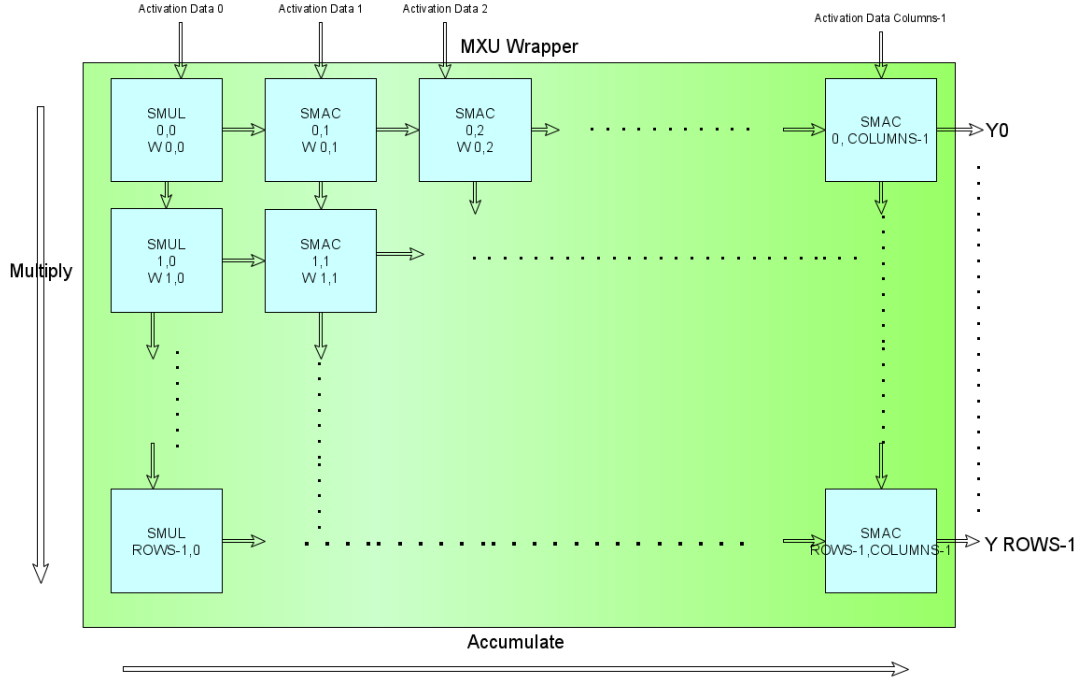 Activation Data 0
Activation Data 1
Activation Data 2
Activation Data Columns-1
MXU Wrapper
SMUL
0,0
W 0,0
SMAC
0,1
W 0,1
SMAC
0,2
W 0,2
SMAC
0, COLUMNS-1
Y0
SMUL
1,0
W 1,0
SMAC
1,1
W 1,1
Multiply
SMUL
ROWS-1,0
SMAC
ROWS-1,COLUMNS-1
Y ROWS-1
Accumulate